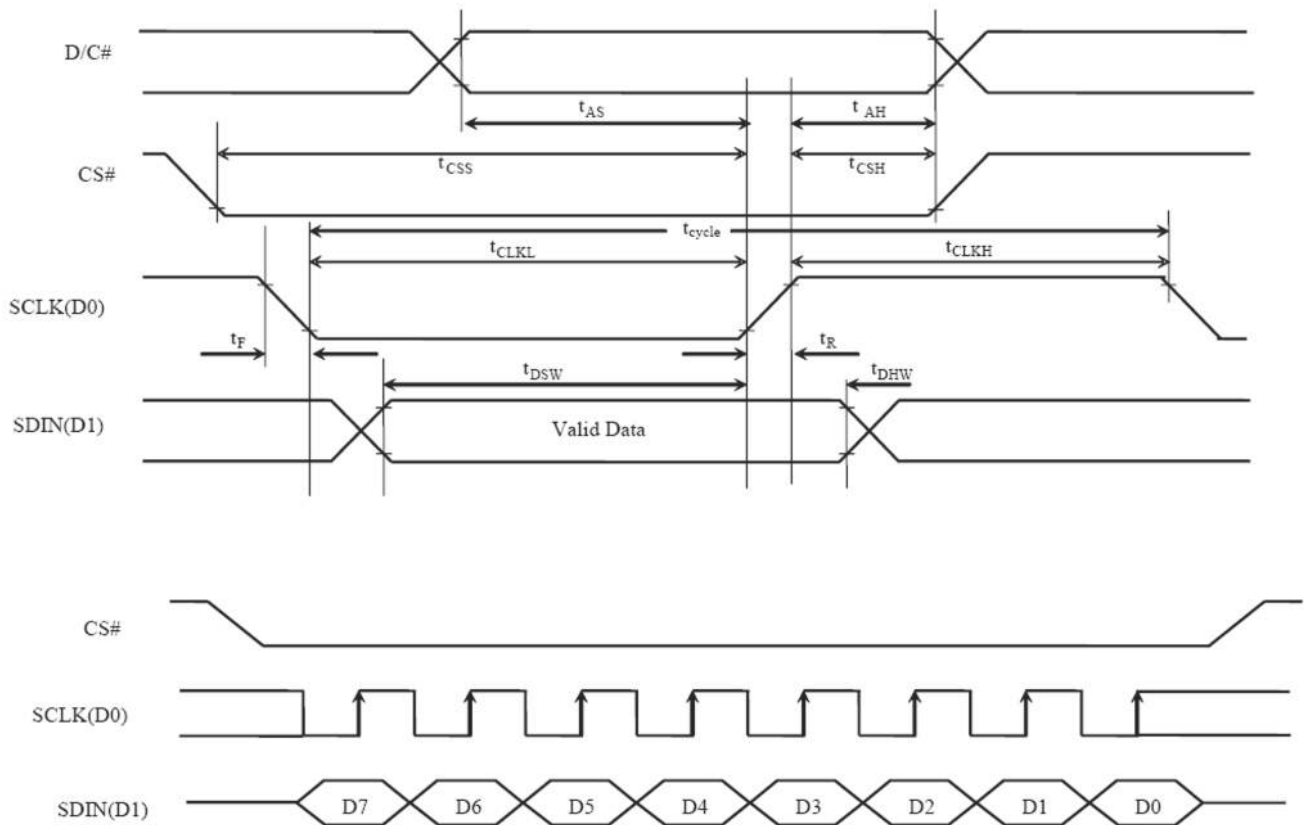 D/C#
t_AS
t_AH
CS#
t_CSS
t_CSH
t_cycle
t_CLKL
t_CLKH
SCLK(D0)
t_F
t_R
t_DSW
t_DHW
SDIN(D1)
Valid Data
CS#
SCLK(D0)
SDIN(D1)
D7 D6 D5 D4 D3 D2 D1 D0